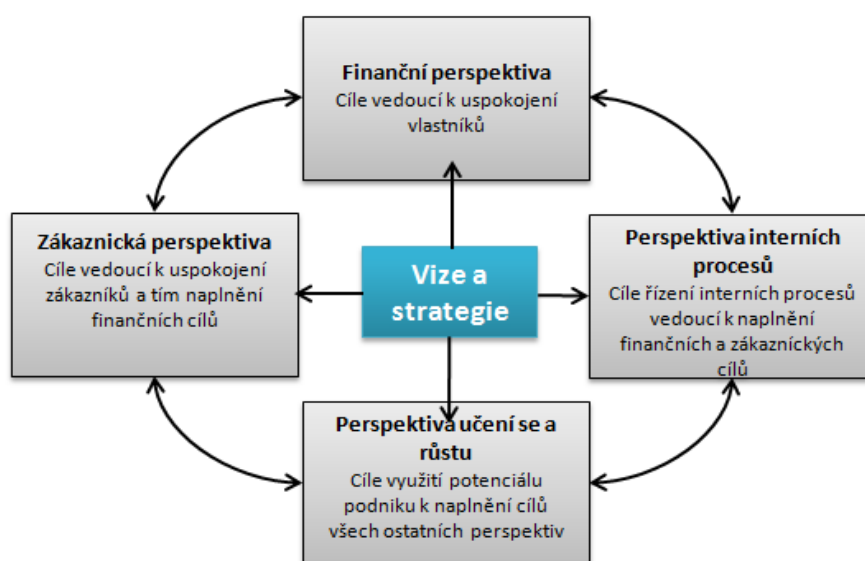 Finanční perspektiva
Cíle vedoucí k uspokojení
vlastníků
Zákaznická perspektiva
Cíle vedoucí k uspokojení
zákazníků a tím naplnění
finančních cílů
Vize a
strategie
Perspektiva interních
procesů
Cíle řízení interních procesů
vedoucí k naplnění
finančních a zákaznických
cílů
Perspektiva učení se a
růstu
Cíle využití potenciálu
podniku k naplnění cílů
všech ostatních perspektiv